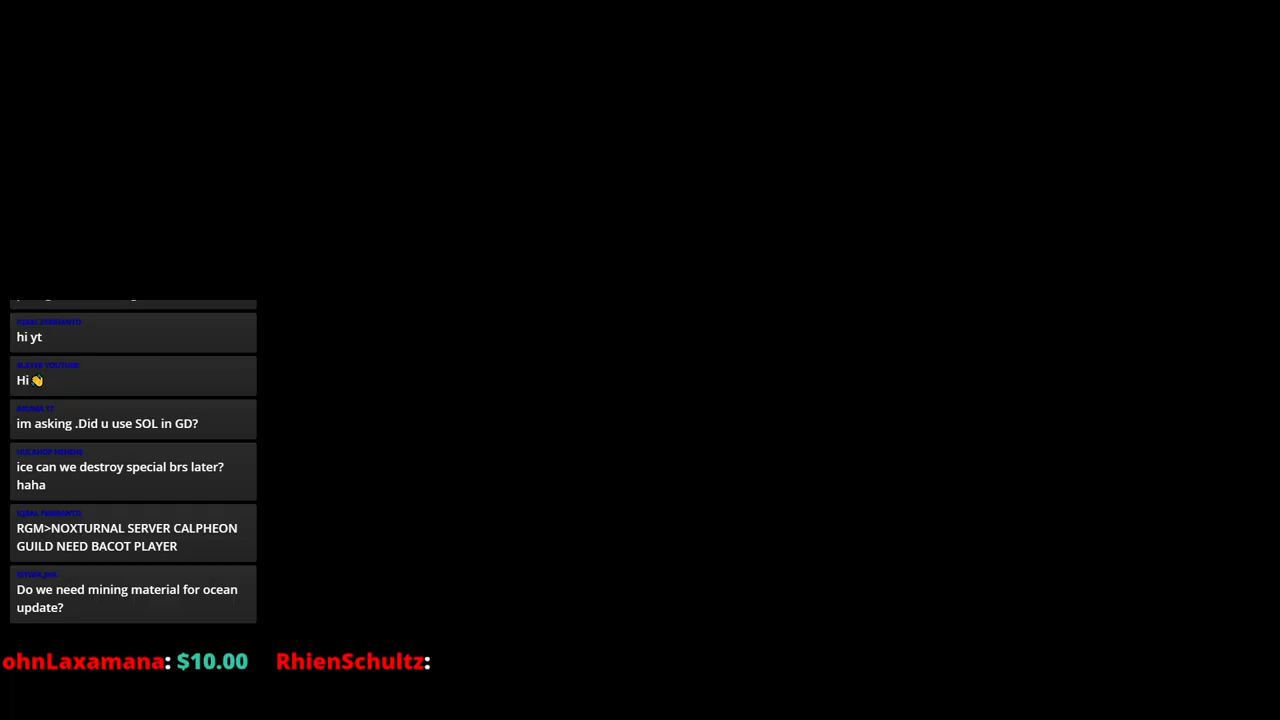 hi yt
Hi👋
im asking .Did u use SOL in GD?
ice can we destroy special brs later?
haha
RGM>NOXTURNAL SERVER CALPHEON
GUILD NEED BACOT PLAYER
Do we need mining material for ocean
update?
ohnLaxamana: $10.00 RhienSchultz: